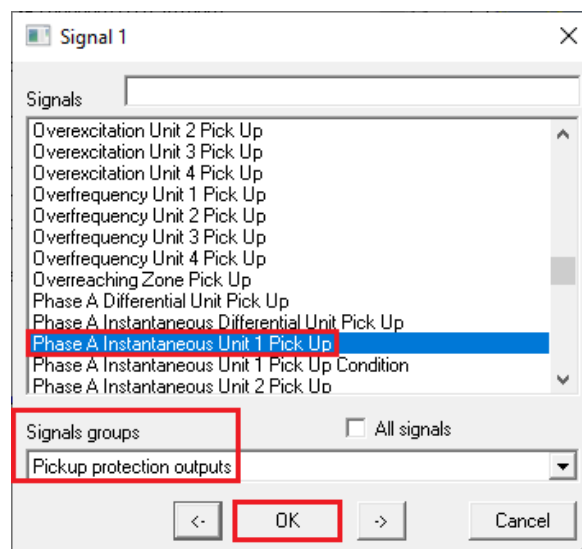 Signal 1
Signals
Overexcitation Unit 2 Pick Up
Overexcitation Unit 3 Pick Up
Overexcitation Unit 4 Pick Up
Overfrequency Unit 1 Pick Up
Overfrequency Unit 2 Pick Up
Overfrequency Unit 3 Pick Up
Overfrequency Unit 4 Pick Up
Overreaching Zone Pick Up
Phase A Differential Unit Pick Up
Phase A Instantaneous Differential Unit Pick Up
Phase A Instantaneous Unit 1 Pick Up
Phase A Instantaneous Unit 1 Pick Up Condition
Phase A Instantaneous Unit 2 Pick Up
Signals groups
All signals
Pickup protection outputs
<- OK -> Cancel